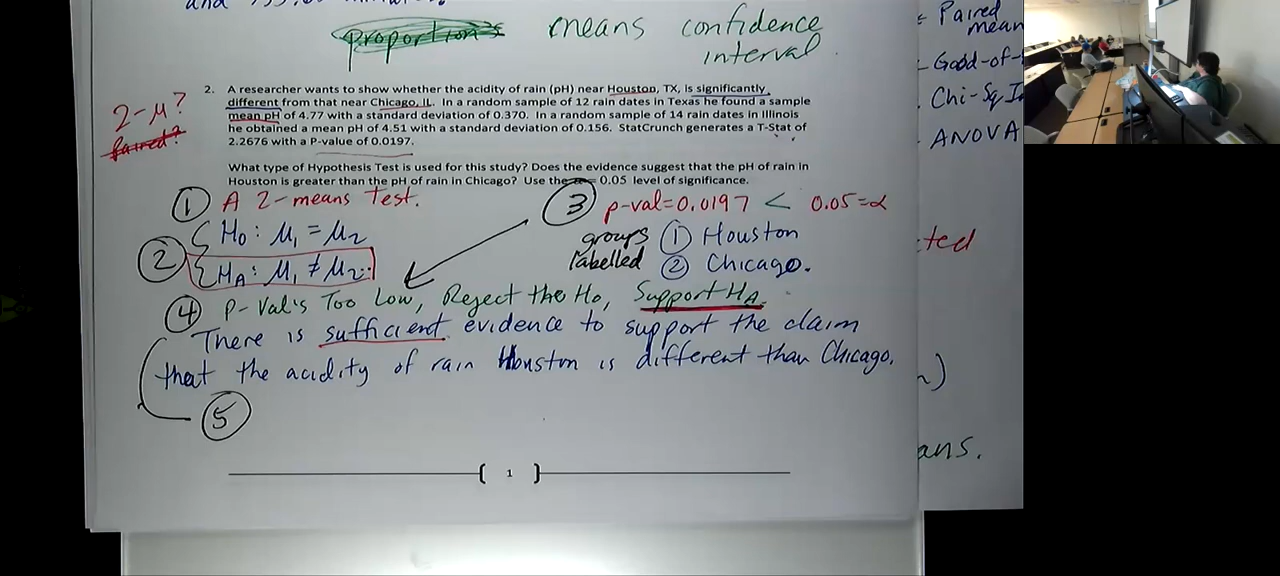 proportions means confidence
interval
2. A researcher wants to show whether the acidity of rain (pH) near Houston, TX, is significantly
different from that near Chicago, IL. In a random sample of 12 rain dates in Texas he found a sample
mean pH of 4.77 with a standard deviation of 0.370. In a random sample of 14 rain dates in Illinois
he obtained a mean pH of 4.51 with a standard deviation of 0.156. StatCrunch generates a T-Stat of
2.2676 with a P-value of 0.0197.
2-μ?
paired?
What type of Hypothesis Test is used for this study? Does the evidence suggest that the pH of rain in
Houston is greater than the pH of rain in Chicago? Use the = 0.05 level of significance.
① A 2-means Test.
② { H₀: μ₁ = μ₂
{ Hₐ: μ₁ ≠ μ₂.
③ p-val=0.0197 < 0.05=α
groups ① Houston
labelled ② Chicago.
④ P-Val's Too Low, Reject the H₀, Support Hₐ.
There is sufficient evidence to support the claim
that the acidity of rain Houston is different than Chicago.
⑤
1
Paired
mean
Good-of-
Chi-Sq
ANOVA
cted
ans.